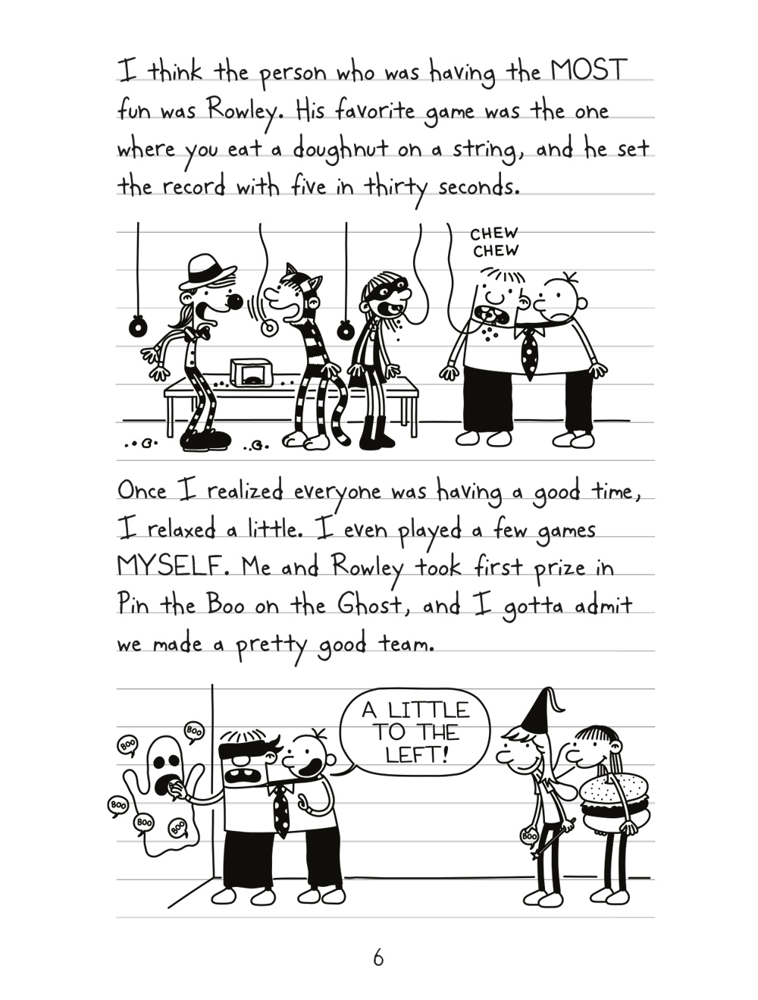 I think the person who was having the MOST
fun was Rowley. His favorite game was the one
where you eat a doughnut on a string, and he set
the record with five in thirty seconds.
CHEW
CHEW
Once I realized everyone was having a good time,
I relaxed a little. I even played a few games
MYSELF. Me and Rowley took first prize in
Pin the Boo on the Ghost, and I gotta admit
we made a pretty good team.
A LITTLE
TO THE
LEFT!
BOO
BOO
BOO
BOO
BOO
BOO
6